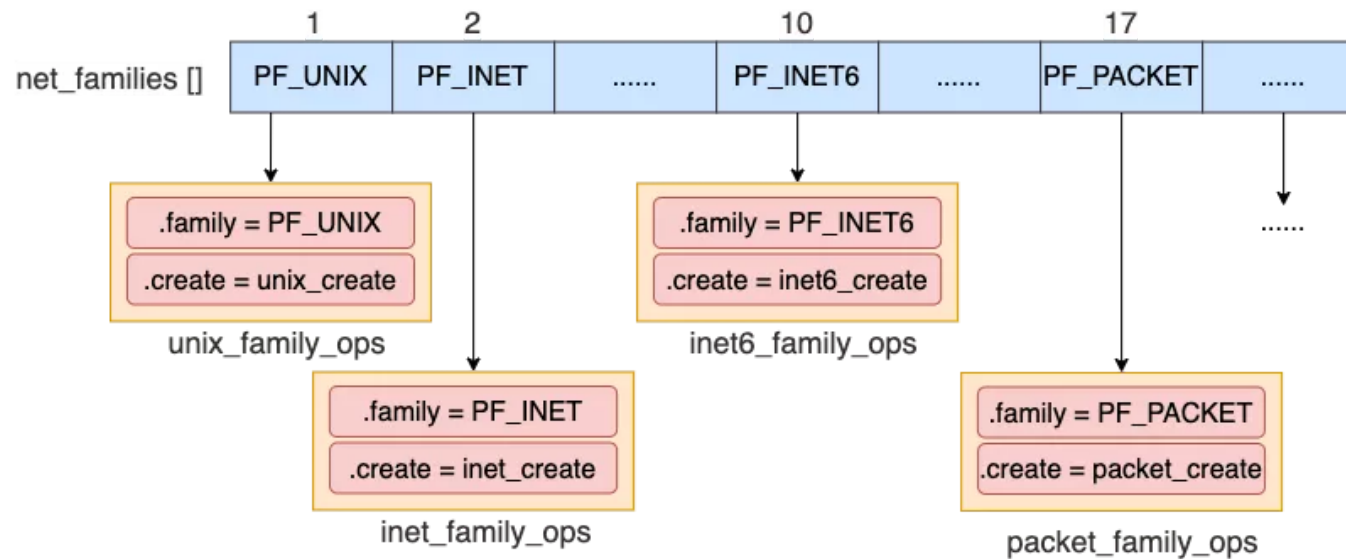 1 2 10 17
net_families [] PF_UNIX PF_INET ...... PF_INET6 ...... PF_PACKET ......
.family = PF_UNIX
.create = unix_create
unix_family_ops
.family = PF_INET6
.create = inet6_create
inet6_family_ops
......
.family = PF_INET
.create = inet_create
inet_family_ops
.family = PF_PACKET
.create = packet_create
packet_family_ops